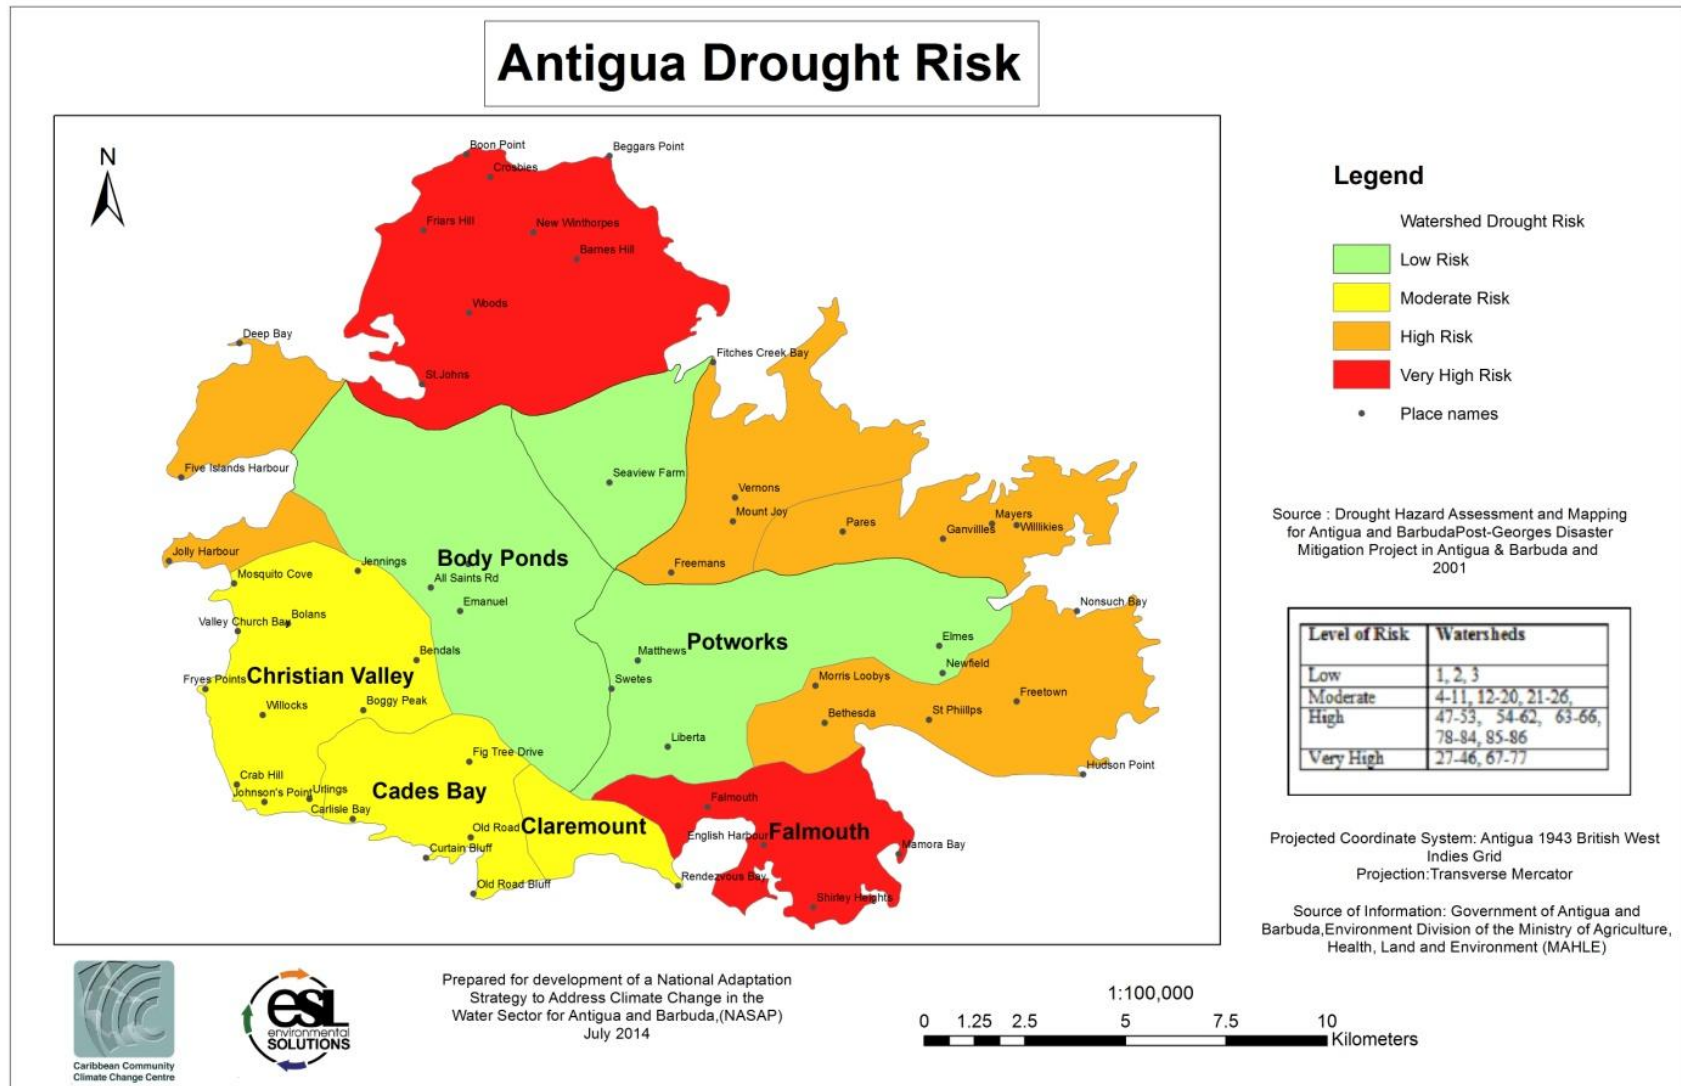 Antigua Drought Risk
N
Boon Point
Beggars Point
Crosbies
Friars Hill
New Winthorpes
Barnes Hill
Woods
Deep Bay
Fitches Creek Bay
St.Johns
Five Islands Harbour
Seaview Farm
Vernons
Mount Joy
Pares
Ganvilles
Mayers
Willlikies
Jolly Harbour
Jennings
Body Ponds
Freemans
Mosquito Cove
All Saints Rd
Emanuel
Nonsuch Bay
Valley Church Bay
Bolans
Potworks
Elmes
Bendals
Matthews
Newfield
Christian Valley
Fryes Points
Swetes
Morris Loobys
Freetown
Willocks
Boggy Peak
Bethesda
St Phillps
Liberta
Fig Tree Drive
Hudson Point
Crab Hill
Cades Bay
Johnson's Point
Urlings
Carlisle Bay
Falmouth
Claremount
Old Road
English Harbour
Falmouth
Mamora Bay
Curtain Bluff
Old Road Bluff
Rendezvous Bay
Shirley Heights
Legend
Watershed Drought Risk
Low Risk
Moderate Risk
High Risk
Very High Risk
Place names
Source : Drought Hazard Assessment and Mapping
for Antigua and BarbudaPost-Georges Disaster
Mitigation Project in Antigua & Barbuda and
2001
Level of Risk Watersheds
Low 1, 2, 3
Moderate 4-11, 12-20, 21-26,
High 47-53, 54-62, 63-66,
78-84, 85-86
Very High 27-46, 67-77
Projected Coordinate System: Antigua 1943 British West
Indies Grid
Projection:Transverse Mercator
Source of Information: Government of Antigua and
Barbuda,Environment Division of the Ministry of Agriculture,
Health, Land and Environment (MAHLE)
Caribbean Community
Climate Change Centre
esl
environmental
SOLUTIONS
Prepared for development of a National Adaptation
Strategy to Address Climate Change in the
Water Sector for Antigua and Barbuda,(NASAP)
July 2014
1:100,000
0 1.25 2.5 5 7.5 10
Kilometers